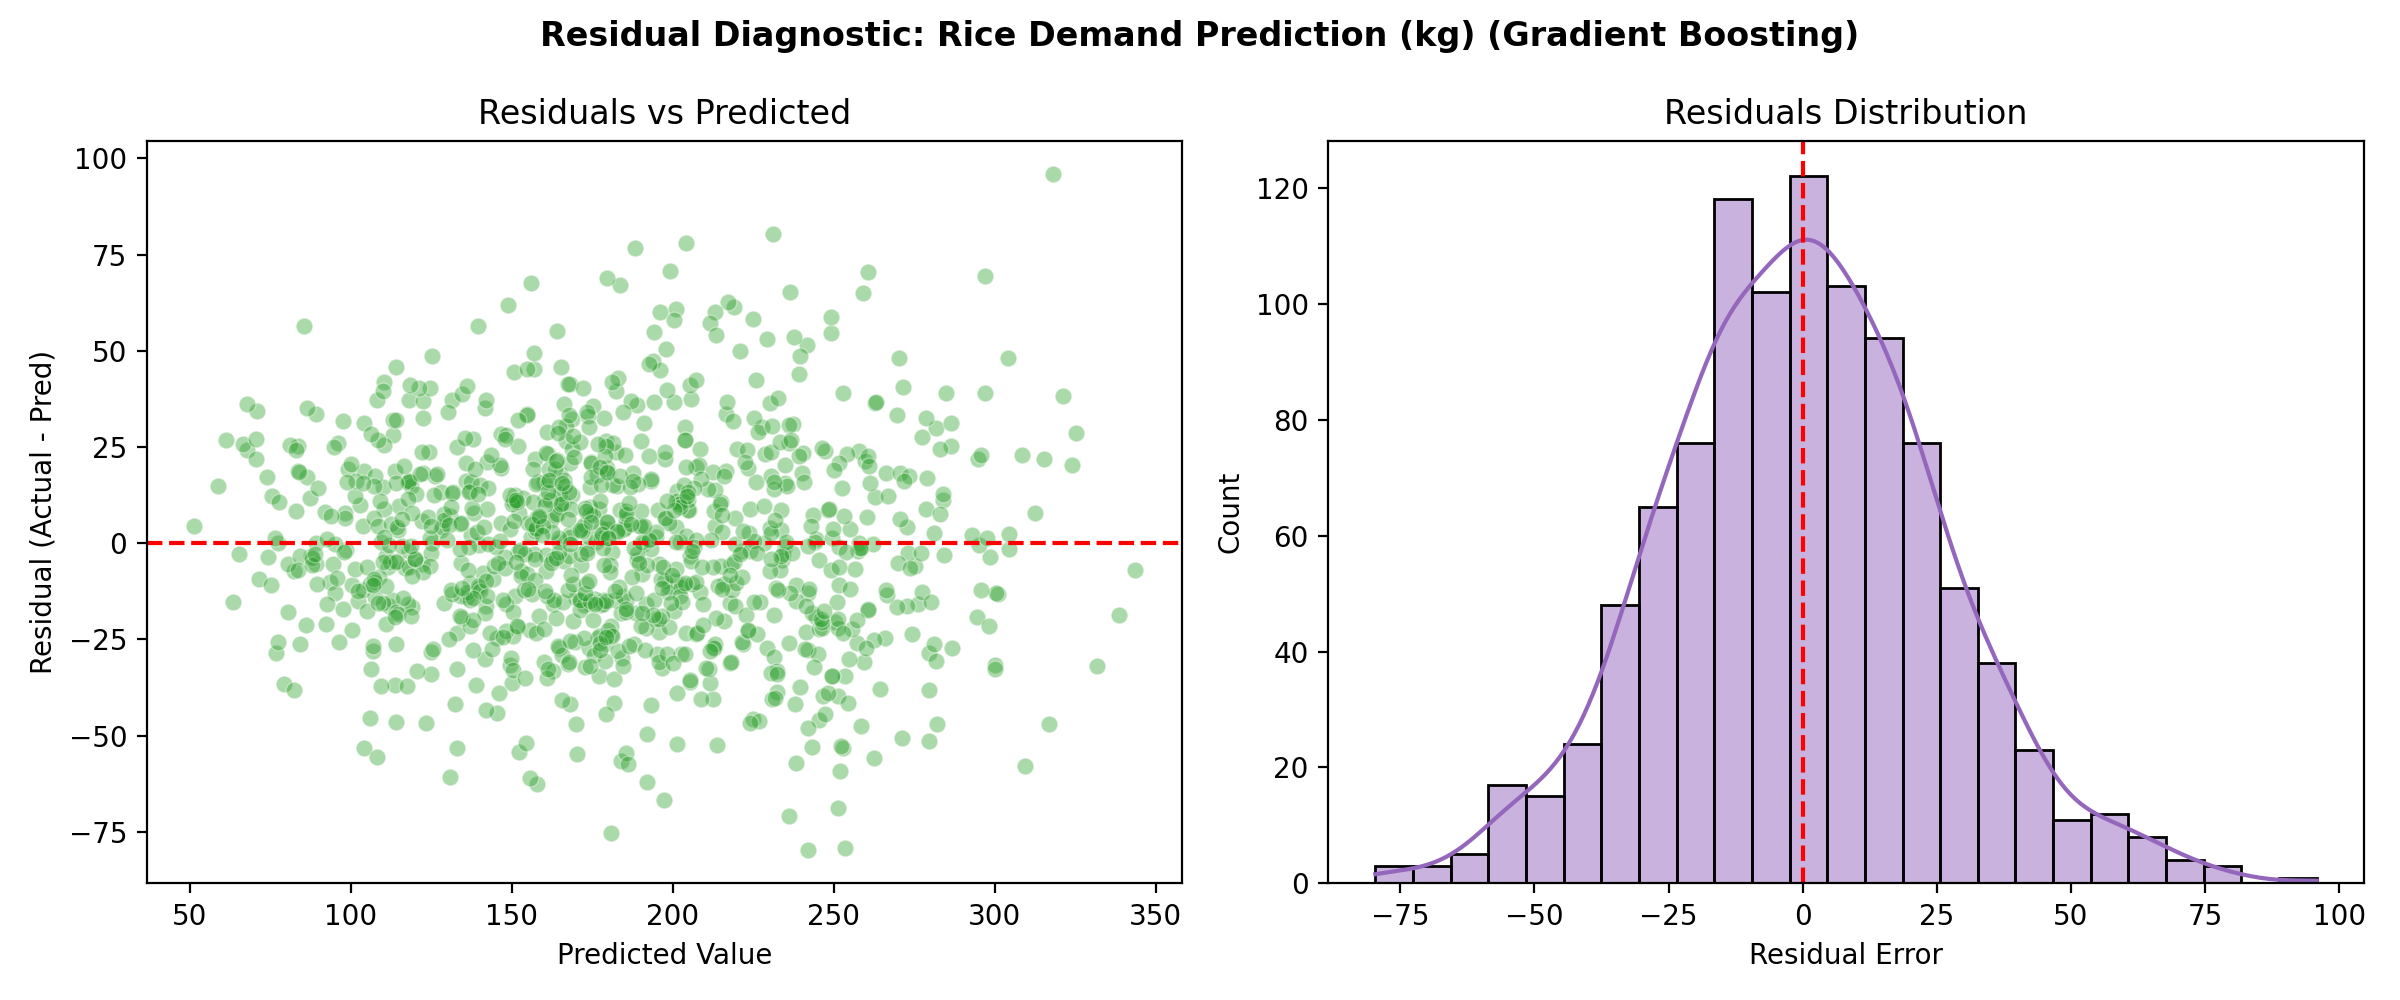 Residual Diagnostic: Rice Demand Prediction (kg) (Gradient Boosting)
Residuals vs Predicted
100
75
50
25
0
−25
−50
−75
Residual (Actual - Pred)
50 100 150 200 250 300 350
Predicted Value
Residuals Distribution
120
100
80
60
40
20
0
Count
−75 −50 −25 0 25 50 75 100
Residual Error